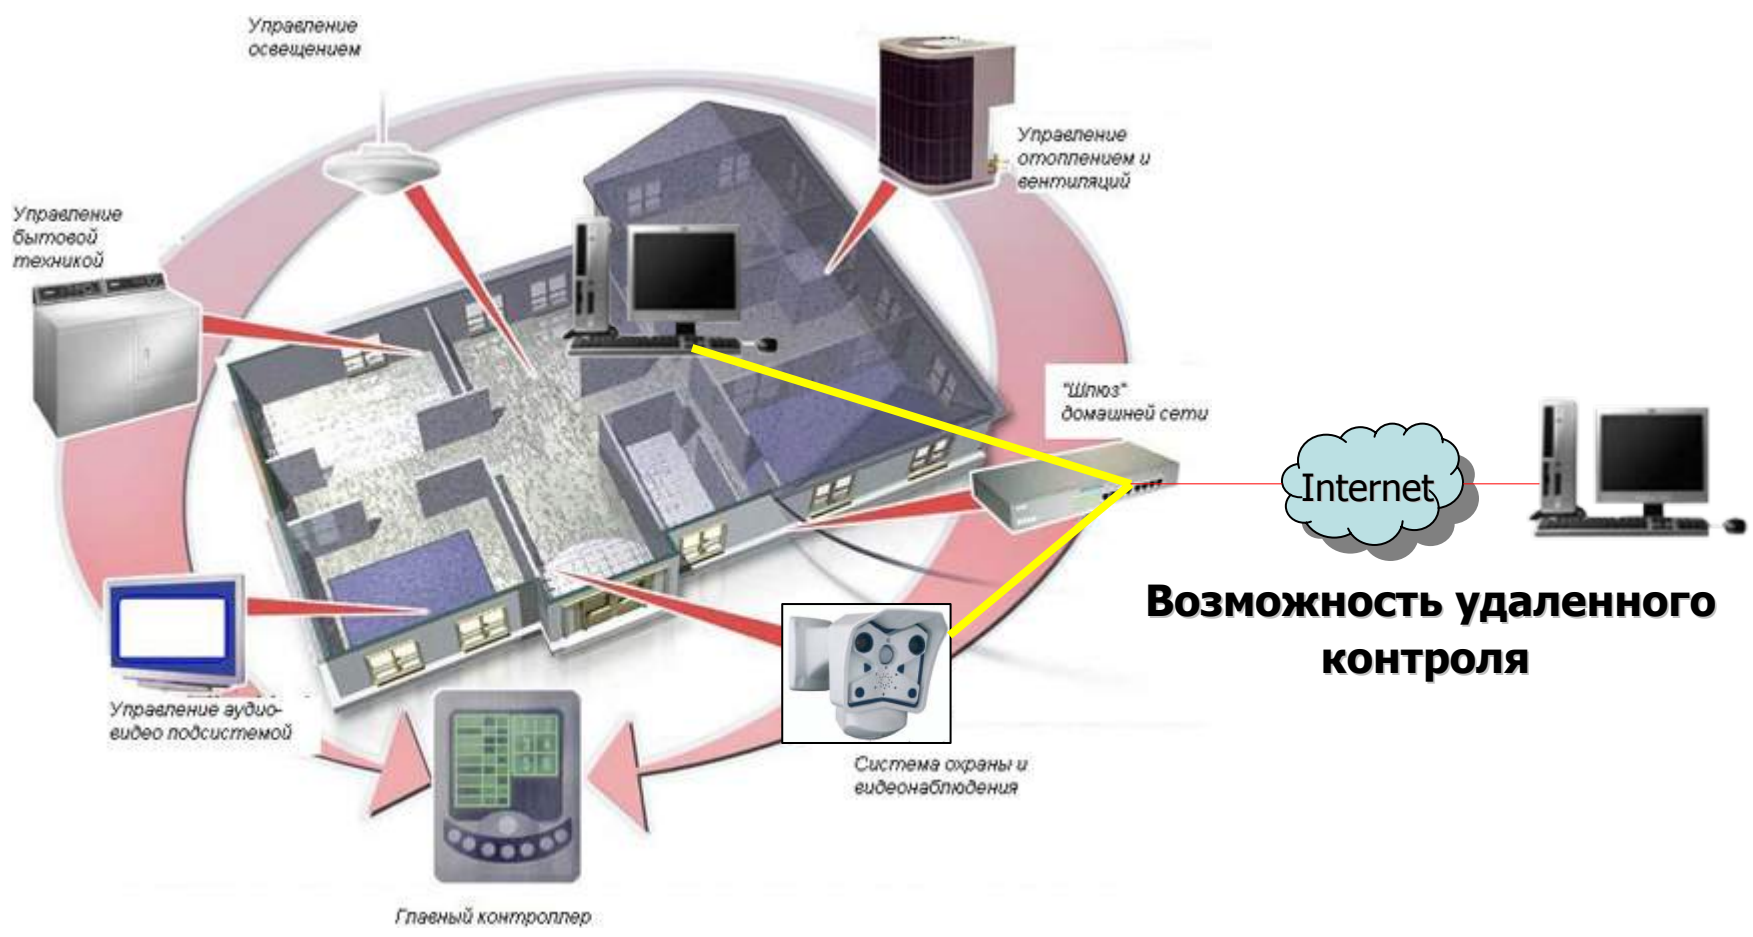 Управление
освещением
Управление
отоплением и
вентиляций
Управление
бытовой
техникой
"Шлюз"
домашней сети
Internet
Возможность удаленного
контроля
Управление аудио-
видео подсистемой
Система охраны и
видеонаблюдения
Главный контроллер